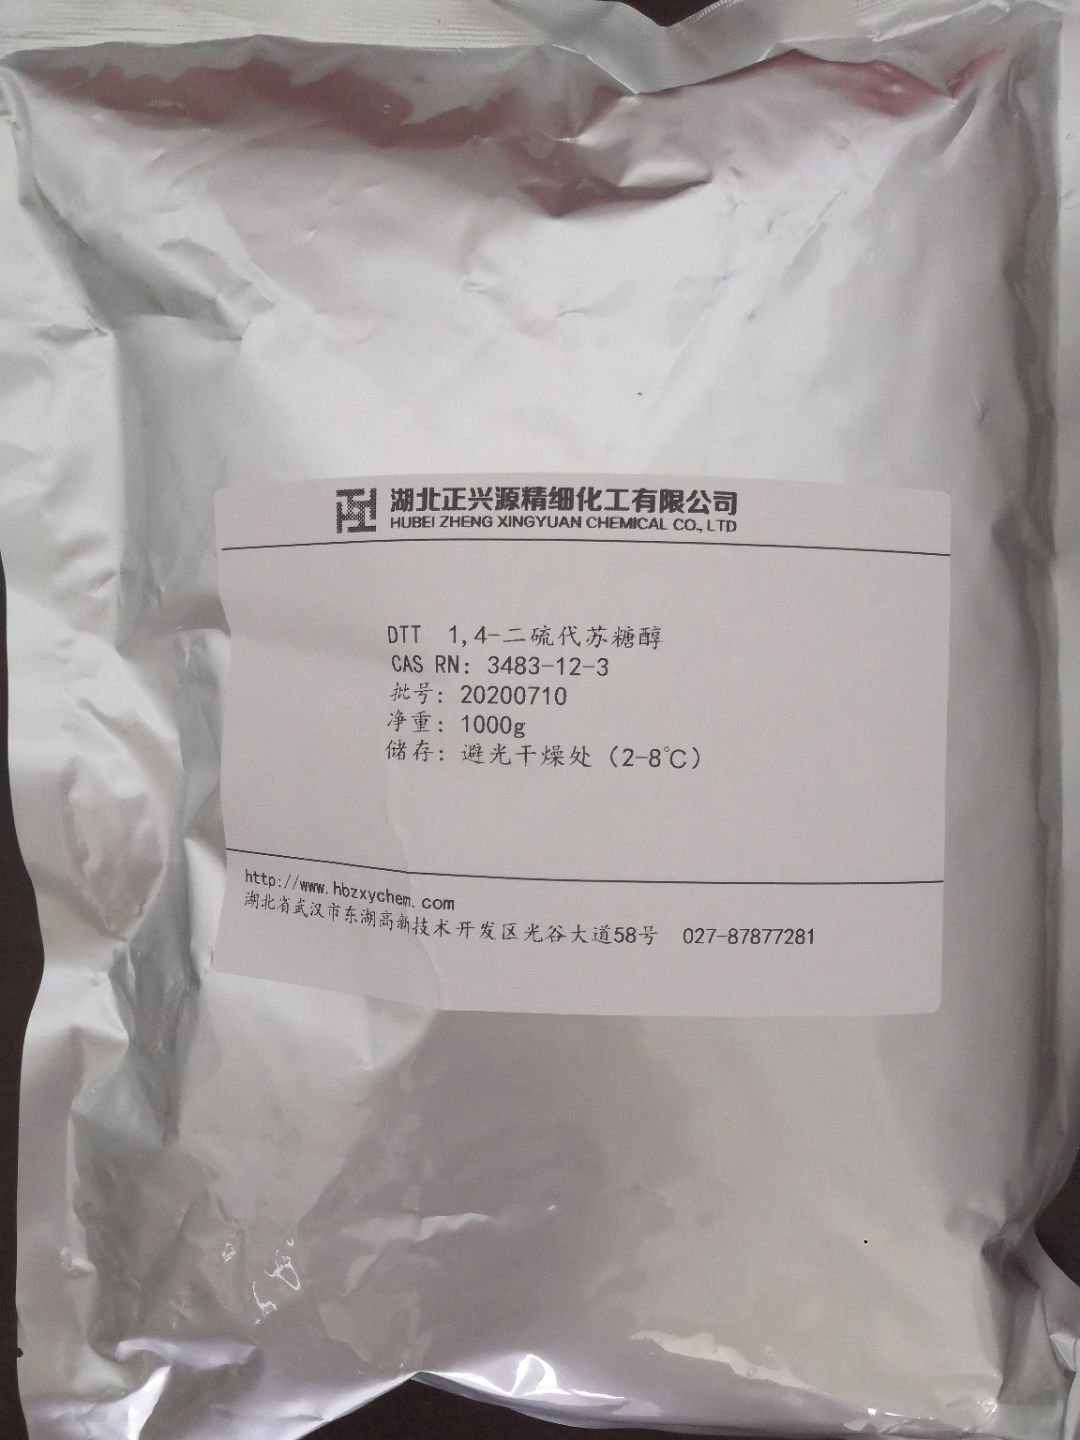 湖北正兴源精细化工有限公司
HUBEI ZHENG XINGYUAN CHEMICAL CO., LTD
DTT 1,4-二硫代苏糖醇
CAS RN: 3483-12-3
批号: 20200710
净重: 1000g
储存: 避光干燥处（2-8℃）
http://www.hbzxychem.com
湖北省武汉市东湖高新技术开发区光谷大道58号 027-87877281